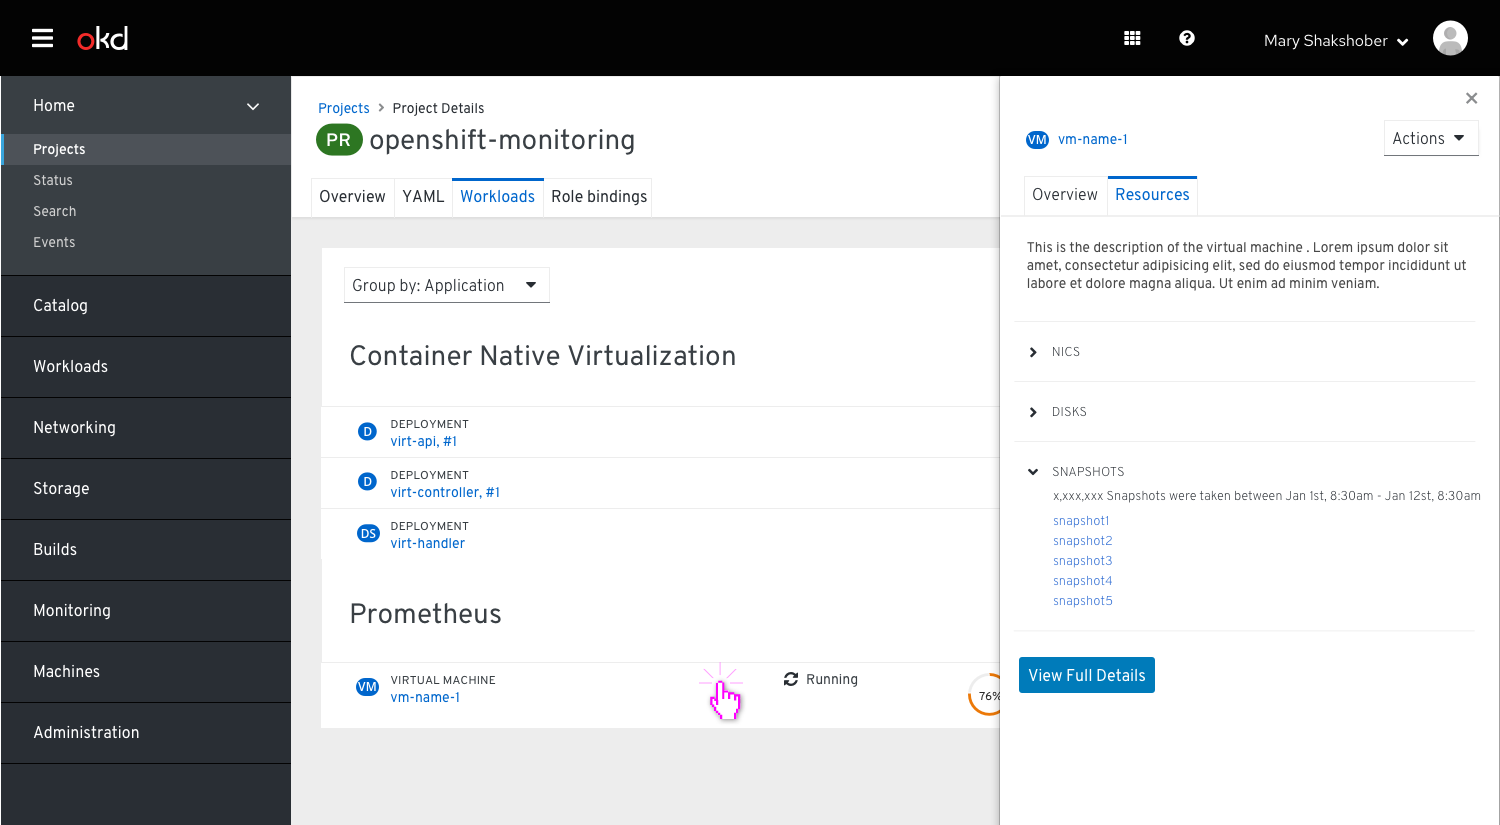 okd
Mary Shakshober
Home
Projects
Status
Search
Events
Catalog
Workloads
Networking
Storage
Builds
Monitoring
Machines
Administration
Projects > Project Details
PR openshift-monitoring
Overview YAML Workloads Role bindings
Group by: Application
Container Native Virtualization
D DEPLOYMENT
virt-api, #1
D DEPLOYMENT
virt-controller, #1
DS DEPLOYMENT
virt-handler
Prometheus
VM VIRTUAL MACHINE
vm-name-1
Running
76%
VM vm-name-1
Actions
Overview Resources
This is the description of the virtual machine . Lorem ipsum dolor sit
amet, consectetur adipisicing elit, sed do eiusmod tempor incididunt ut
labore et dolore magna aliqua. Ut enim ad minim veniam.
NICS
DISKS
SNAPSHOTS
x,xxx,xxx Snapshots were taken between Jan 1st, 8:30am - Jan 12st, 8:30am
snapshot1
snapshot2
snapshot3
snapshot4
snapshot5
View Full Details